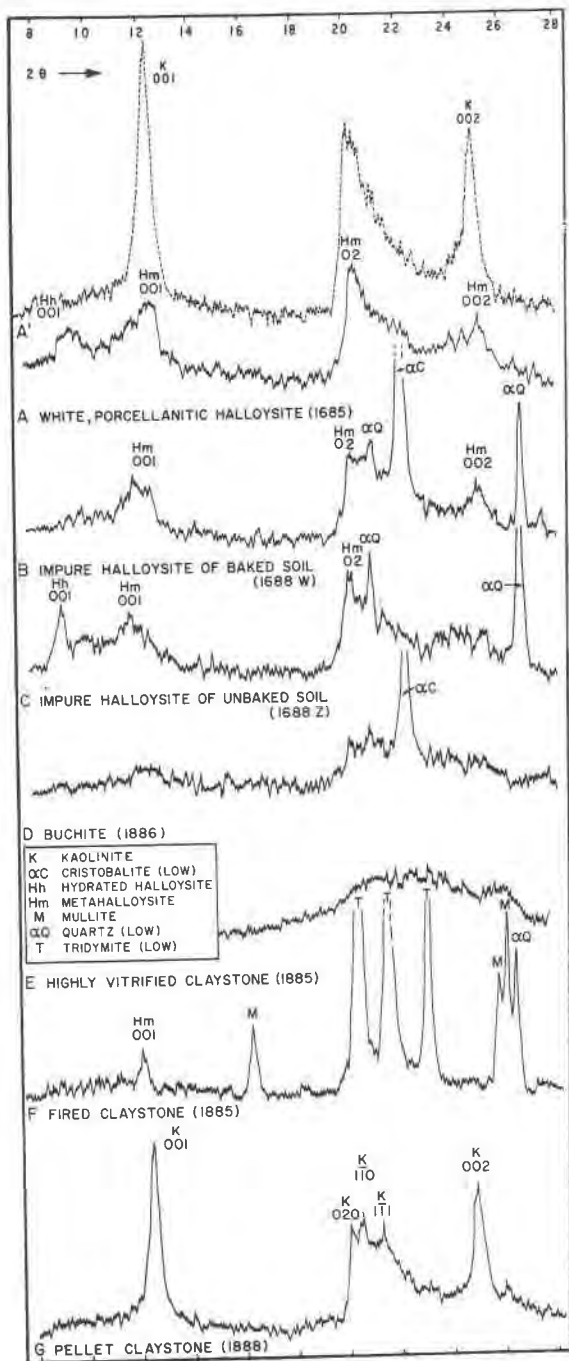 8 10 12 14 16 18 20 22 24 26 28
2θ → K 001
K 002
Hh 001
Hm 001
Hm 02
Hm 002
A'
αC
αQ
A WHITE, PORCELLANITIC HALLOYSITE (1685)
Hm 001
Hm 02
αQ
Hm 002
B IMPURE HALLOYSITE OF BAKED SOIL
(1688 W)
Hh 001
Hm 001
Hm 02
αQ
αQ
C IMPURE HALLOYSITE OF UNBAKED SOIL
(1688 Z)
αC
D BUCHITE (1886)
K KAOLINITE
αC CRISTOBALITE (LOW)
Hh HYDRATED HALLOYSITE
Hm METAHALLOYSITE
M MULLITE
αQ QUARTZ (LOW)
T TRIDYMITE (LOW)
T T T
M
M
αQ
E HIGHLY VITRIFIED CLAYSTONE (1885)
Hm 001
M
F FIRED CLAYSTONE (1885)
K 001
K 020
K 11̅0
K 11̅1
K 002
G PELLET CLAYSTONE (1888)